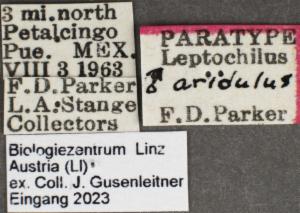 3 mi.north
Petalcingo
Pue. MEX.
VIII 3 1963
F.D.Parker
L.A.Stange
Collectors
PARATYPE
Leptochilus
♂ aridulus
F.D.Parker
Biologiezentrum Linz
Austria (LI)
ex. Coll. J. Gusenleitner
Eingang 2023